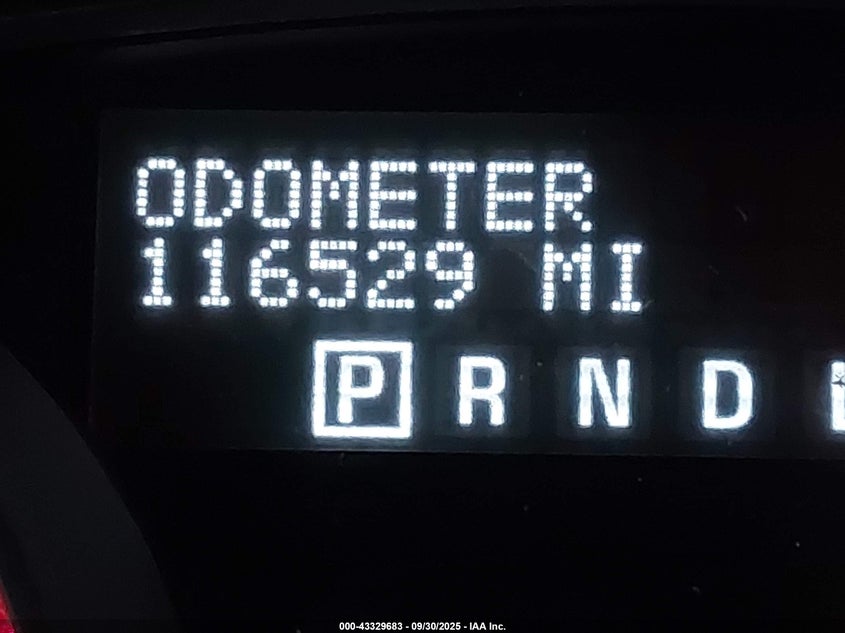 ODOMETER
116529 MI
P R N D
000-43329683 - 09/30/2025 - IAA Inc.